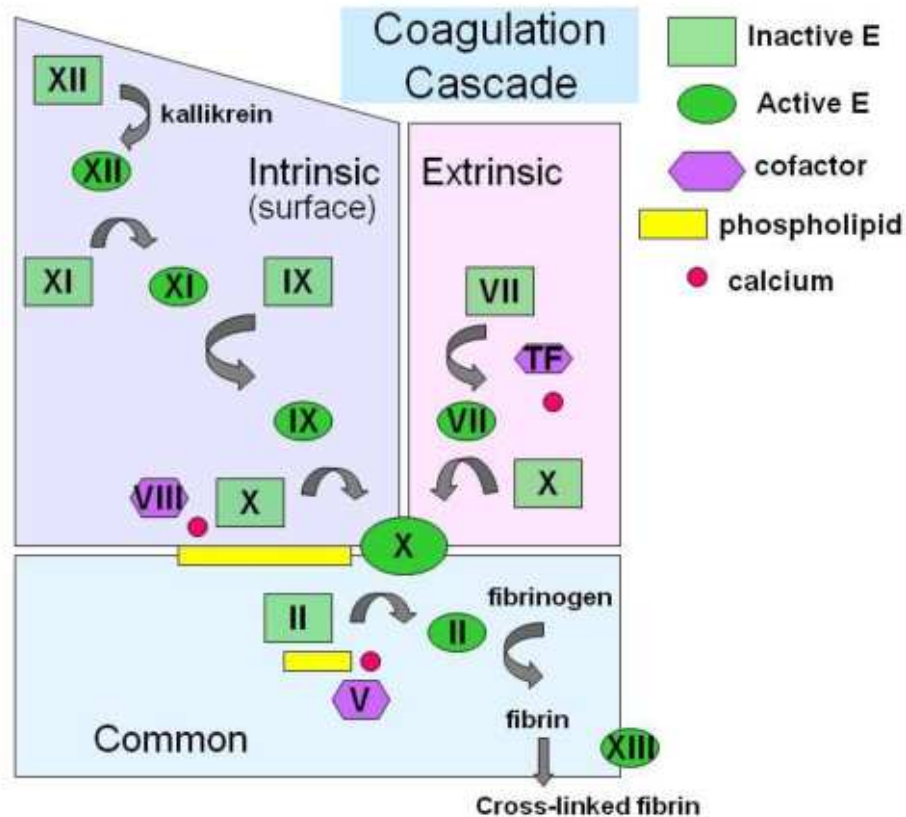 Coagulation
Cascade
Inactive E
Active E
cofactor
phospholipid
calcium
XII
kallikrein
XII
Intrinsic
(surface)
XI
XI
IX
IX
VIII
X
Extrinsic
VII
TF
VII
X
X
II
II
fibrinogen
V
fibrin
Common
XIII
Cross-linked fibrin